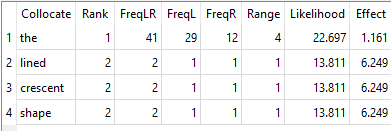 Collocate Rank FreqLR FreqL FreqR Range Likelihood Effect
1 the 1 41 29 12 4 22.697 1.161
2 lined 2 2 1 1 1 13.811 6.249
3 crescent 2 2 1 1 1 13.811 6.249
4 shape 2 2 1 1 1 13.811 6.249